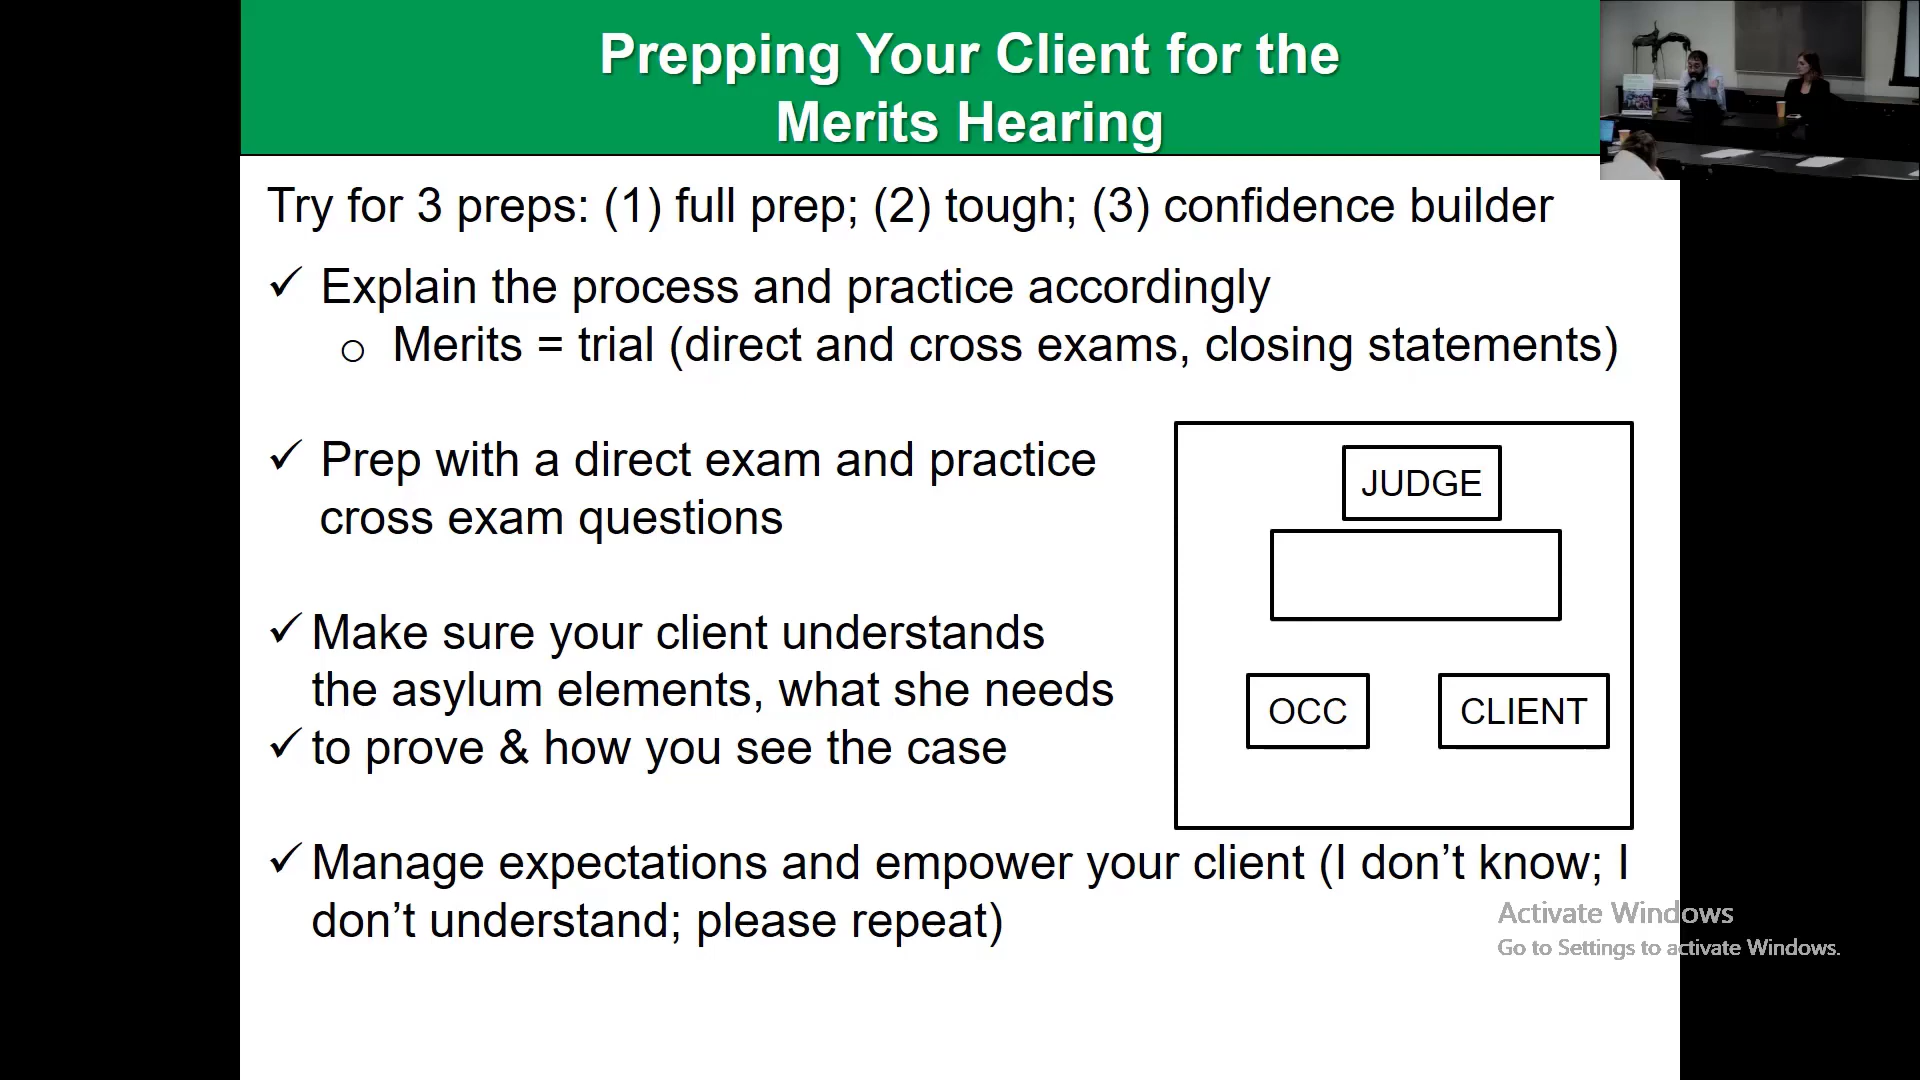 Prepping Your Client for the
Merits Hearing
Try for 3 preps: (1) full prep; (2) tough; (3) confidence builder
✓ Explain the process and practice accordingly
o Merits = trial (direct and cross exams, closing statements)
✓ Prep with a direct exam and practice
cross exam questions
✓ Make sure your client understands
the asylum elements, what she needs
✓ to prove & how you see the case
JUDGE
OCC
CLIENT
✓ Manage expectations and empower your client (I don’t know; I
don’t understand; please repeat)
Activate Windows
Go to Settings to activate Windows.